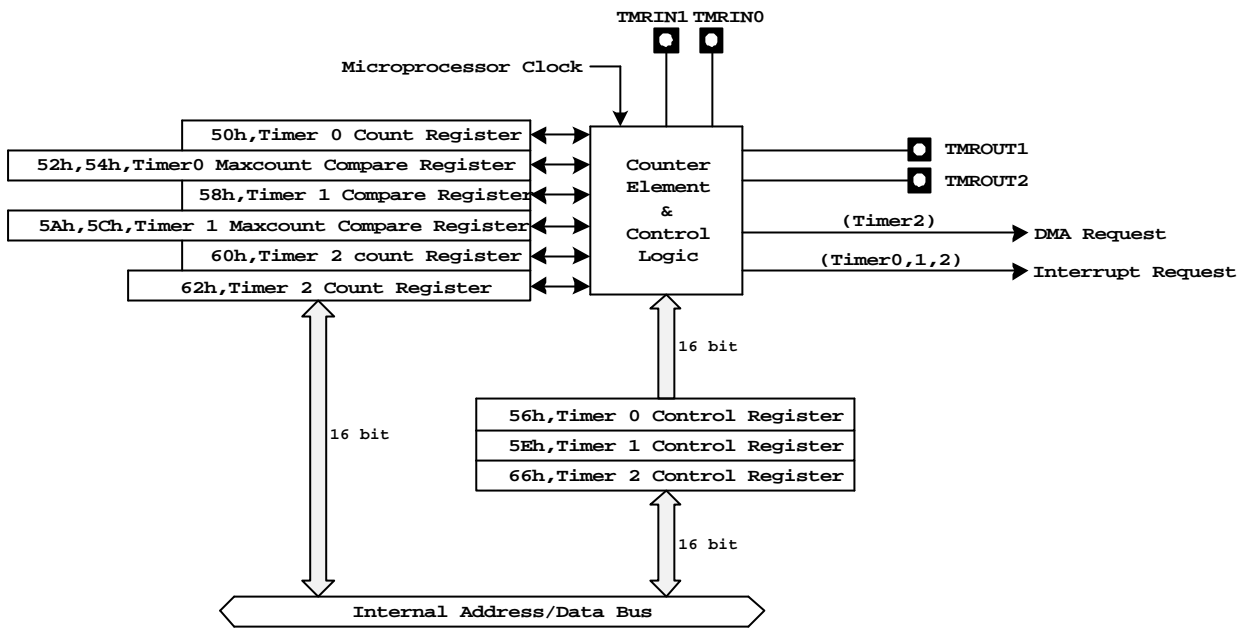 TMRIN1 TMRIN0
Microprocessor Clock
50h,Timer 0 Count Register
52h,54h,Timer0 Maxcount Compare Register
58h,Timer 1 Compare Register
5Ah,5Ch,Timer 1 Maxcount Compare Register
60h,Timer 2 count Register
62h,Timer 2 Count Register
Counter
Element
&
Control
Logic
TMROUT1
TMROUT2
(Timer2)
DMA Request
(Timer0,1,2)
Interrupt Request
16 bit
56h,Timer 0 Control Register
5Eh,Timer 1 Control Register
66h,Timer 2 Control Register
16 bit
16 bit
Internal Address/Data Bus